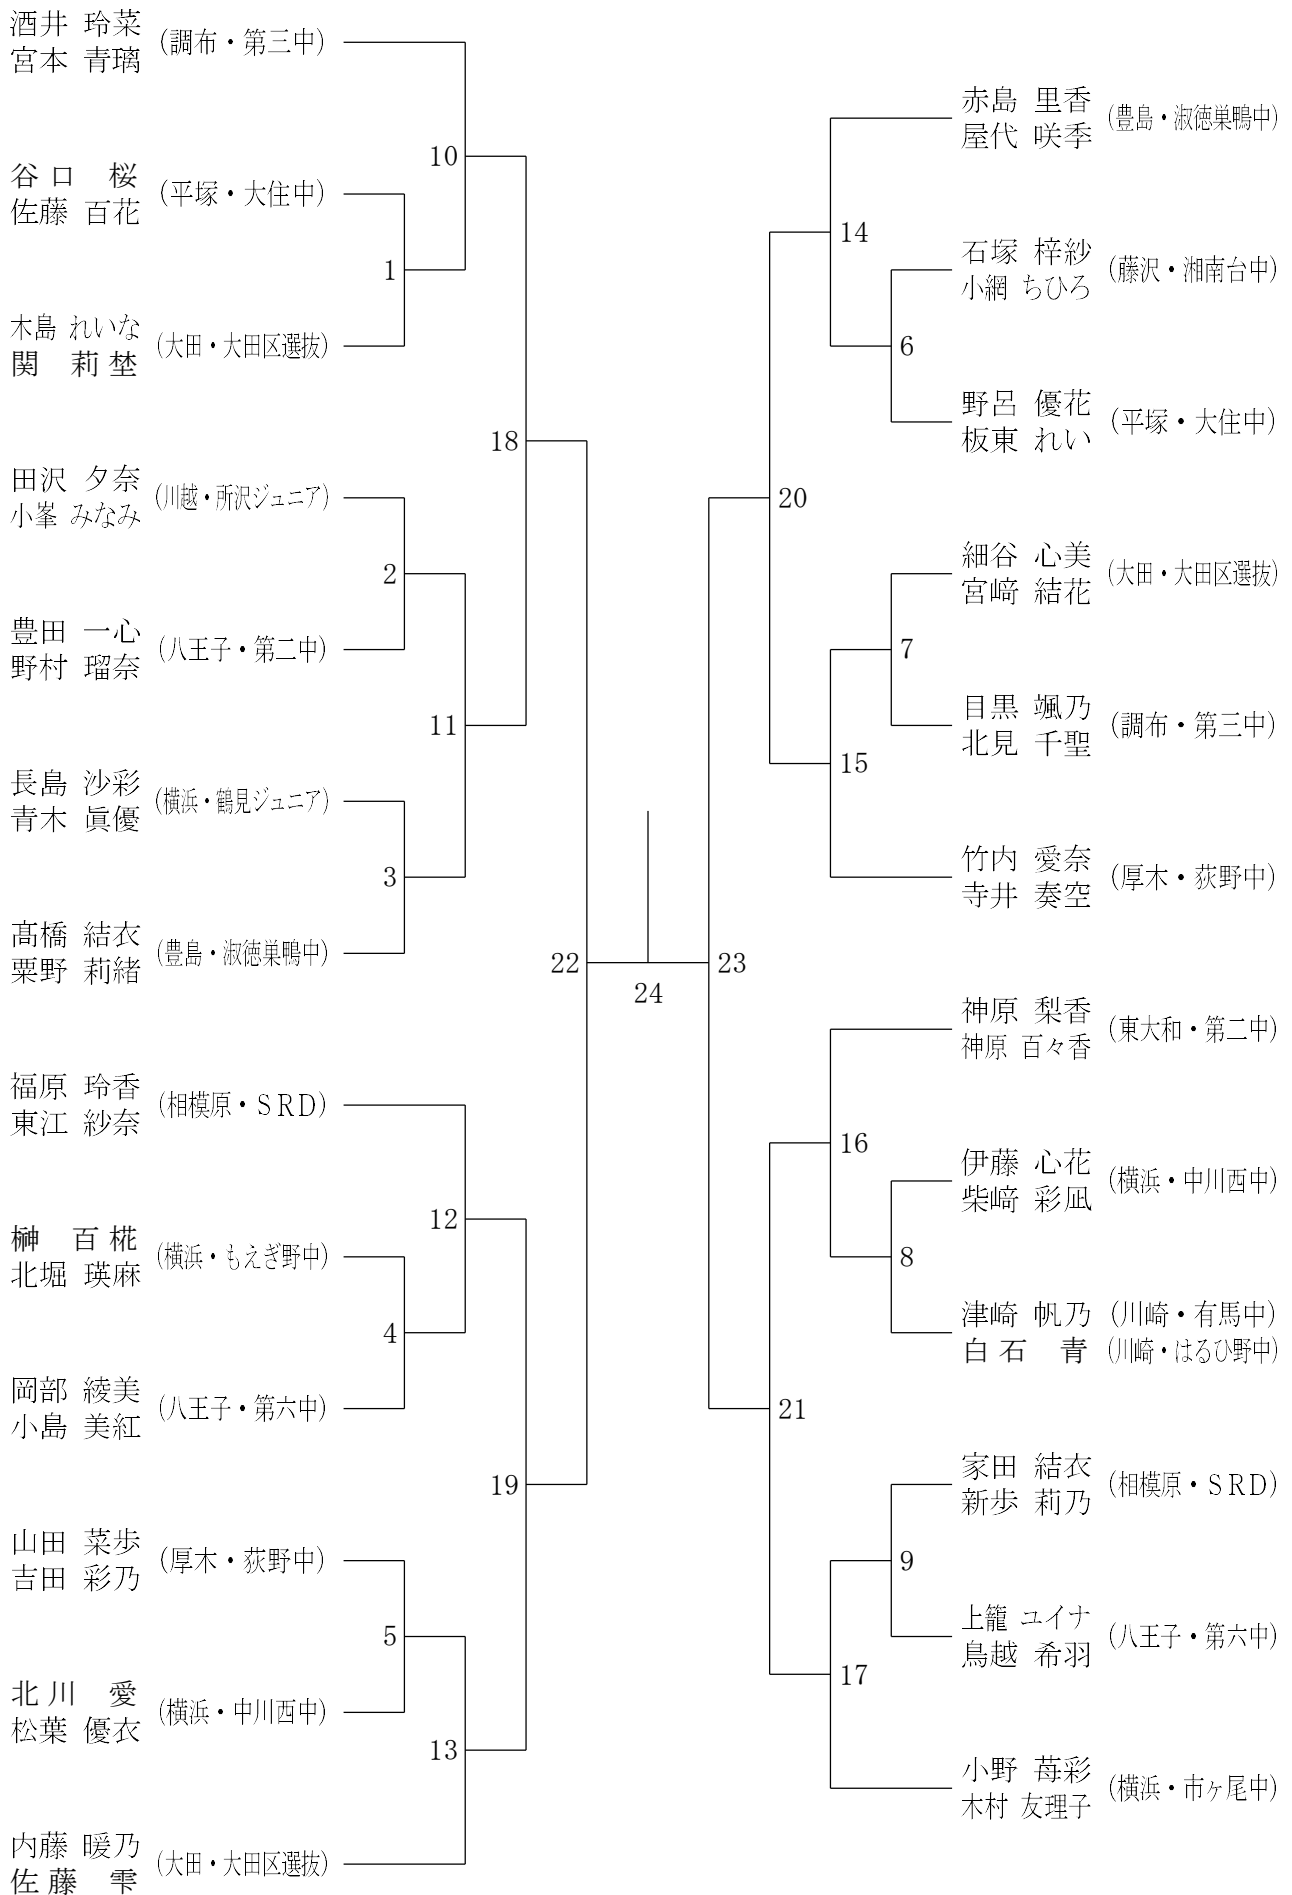 酒井 玲菜
宮本 青璃
(調布・第三中)
谷口 桜
佐藤 百花
(平塚・大住中)
木島 れいな
関 莉埜
(大田・大田区選抜)
田沢 夕奈
小峯 みなみ
(川越・所沢ジュニア)
豊田 一心
野村 瑠奈
(八王子・第二中)
長島 沙彩
青木 眞優
(横浜・鶴見ジュニア)
髙橋 結衣
粟野 莉緒
(豊島・淑徳巣鴨中)
福原 玲香
東江 紗奈
(相模原・ＳＲＤ)
榊 百椛
北堀 瑛麻
(横浜・もえぎ野中)
岡部 綾美
小島 美紅
(八王子・第六中)
山田 菜歩
吉田 彩乃
(厚木・荻野中)
北川 愛
松葉 優衣
(横浜・中川西中)
内藤 暖乃
佐藤 雫
(大田・大田区選抜)
10
1
18
2
11
3
22
12
4
19
5
13
24
23
20
14
6
7
15
21
16
8
9
17
赤島 里香
屋代 咲季
(豊島・淑徳巣鴨中)
石塚 梓紗
小網 ちひろ
(藤沢・湘南台中)
野呂 優花
板東 れい
(平塚・大住中)
細谷 心美
宮﨑 結花
(大田・大田区選抜)
目黒 颯乃
北見 千聖
(調布・第三中)
竹内 愛奈
寺井 奏空
(厚木・荻野中)
神原 梨香
神原 百々香
(東大和・第二中)
伊藤 心花
柴﨑 彩凪
(横浜・中川西中)
津崎 帆乃 (川崎・有馬中)
白石 青 (川崎・はるひ野中)
家田 結衣
新歩 莉乃
(相模原・ＳＲＤ)
上籠 ユイナ
鳥越 希羽
(八王子・第六中)
小野 苺彩
木村 友理子
(横浜・市ヶ尾中)